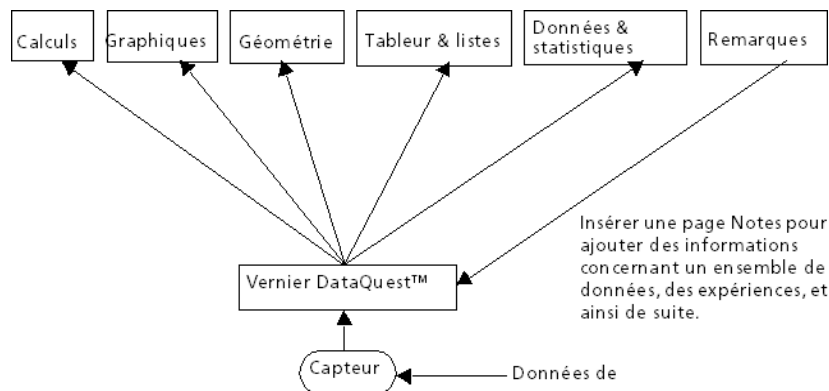 Calculs
Graphiques
Géométrie
Tableur & listes
Données &
statistiques
Remarques
Insérer une page Notes pour
ajouter des informations
concernant un ensemble de
données, des expériences, et
ainsi de suite.
Vernier DataQuest™
Capteur
Données de